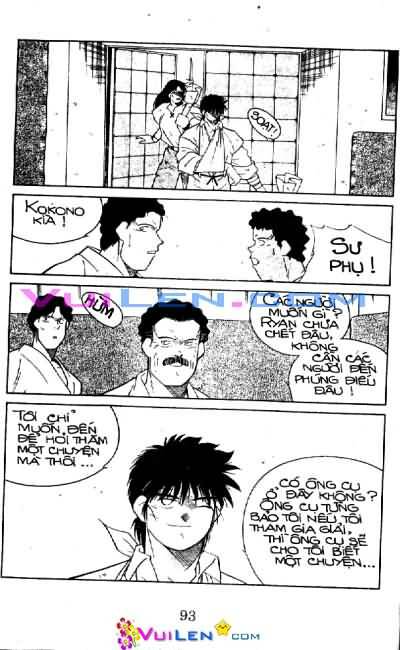 SOẠT!
KOKONO
KÌA!
SƯ
PHỤ!
VuiLen.com
HỪM
CÁC NGƯƠI
MUỐN GÌ?
RYAN CHƯA
CHẾT ĐÂU,
KHÔNG
CẦN CÁC
NGƯƠI ĐẾN
PHÚNG ĐIẾU
ĐÂU!
TÔI CHỈ
MUỐN ĐẾN
ĐỂ HỎI THĂM
MỘT CHUYỆN
MÀ THÔI...
CÓ ÔNG CỤ
Ở ĐÂY KHÔNG?
ÔNG CỤ TỪNG
BẢO TÔI NẾU TÔI
THAM GIA GIẢI,
THÌ ÔNG CỤ SẼ
CHO TÔI BIẾT
MỘT CHUYỆN...
93
VuiLen.com